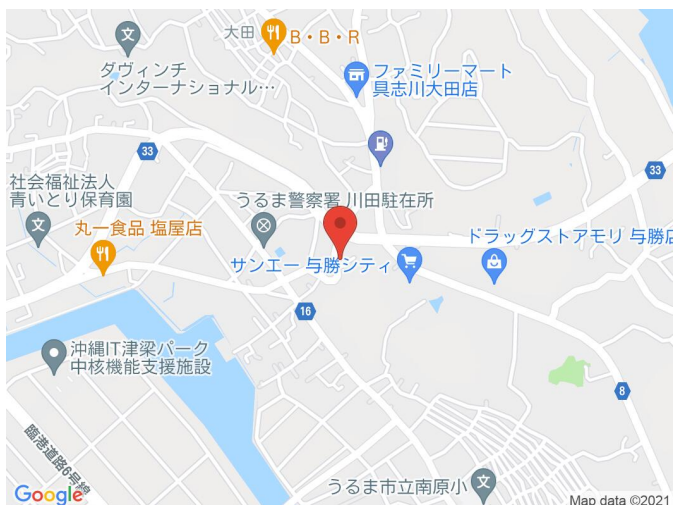 大田
B・B・R
ダヴィンチ
インターナショナル…
ファミリーマート
具志川大田店
33
社会福祉法人
青いとり保育園
うるま警察署 川田駐在所
33
丸一食品 塩屋店
サンエー 与勝シティ
ドラッグストアモリ 与勝店
16
沖縄IT津梁パーク
中核機能支援施設
8
臨港道路6号線
うるま市立南原小
Google
Map data ©2021